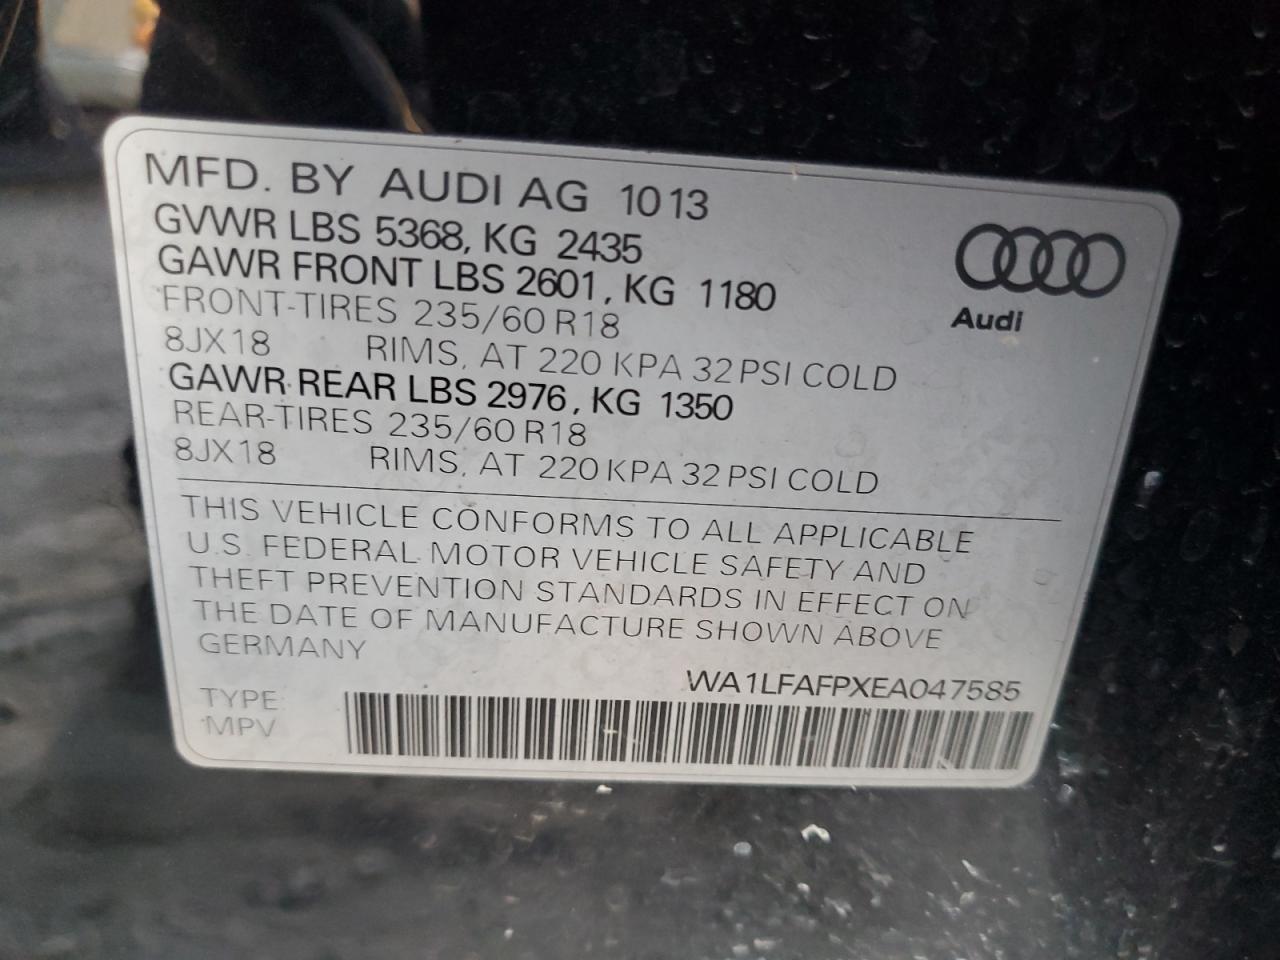 MFD. BY AUDI AG 10 13
GVWR LBS 5368, KG 2435
GAWR FRONT LBS 2601, KG 1180
FRONT-TIRES 235/60 R18
8JX18 RIMS, AT 220 KPA 32 PSI COLD
GAWR REAR LBS 2976, KG 1350
REAR-TIRES 235/60 R18
8JX18 RIMS, AT 220 KPA 32 PSI COLD
Audi
THIS VEHICLE CONFORMS TO ALL APPLICABLE
U.S. FEDERAL MOTOR VEHICLE SAFETY AND
THEFT PREVENTION STANDARDS IN EFFECT ON
THE DATE OF MANUFACTURE SHOWN ABOVE
GERMANY
WA1LFAFPXEA047585
TYPE:
MPV